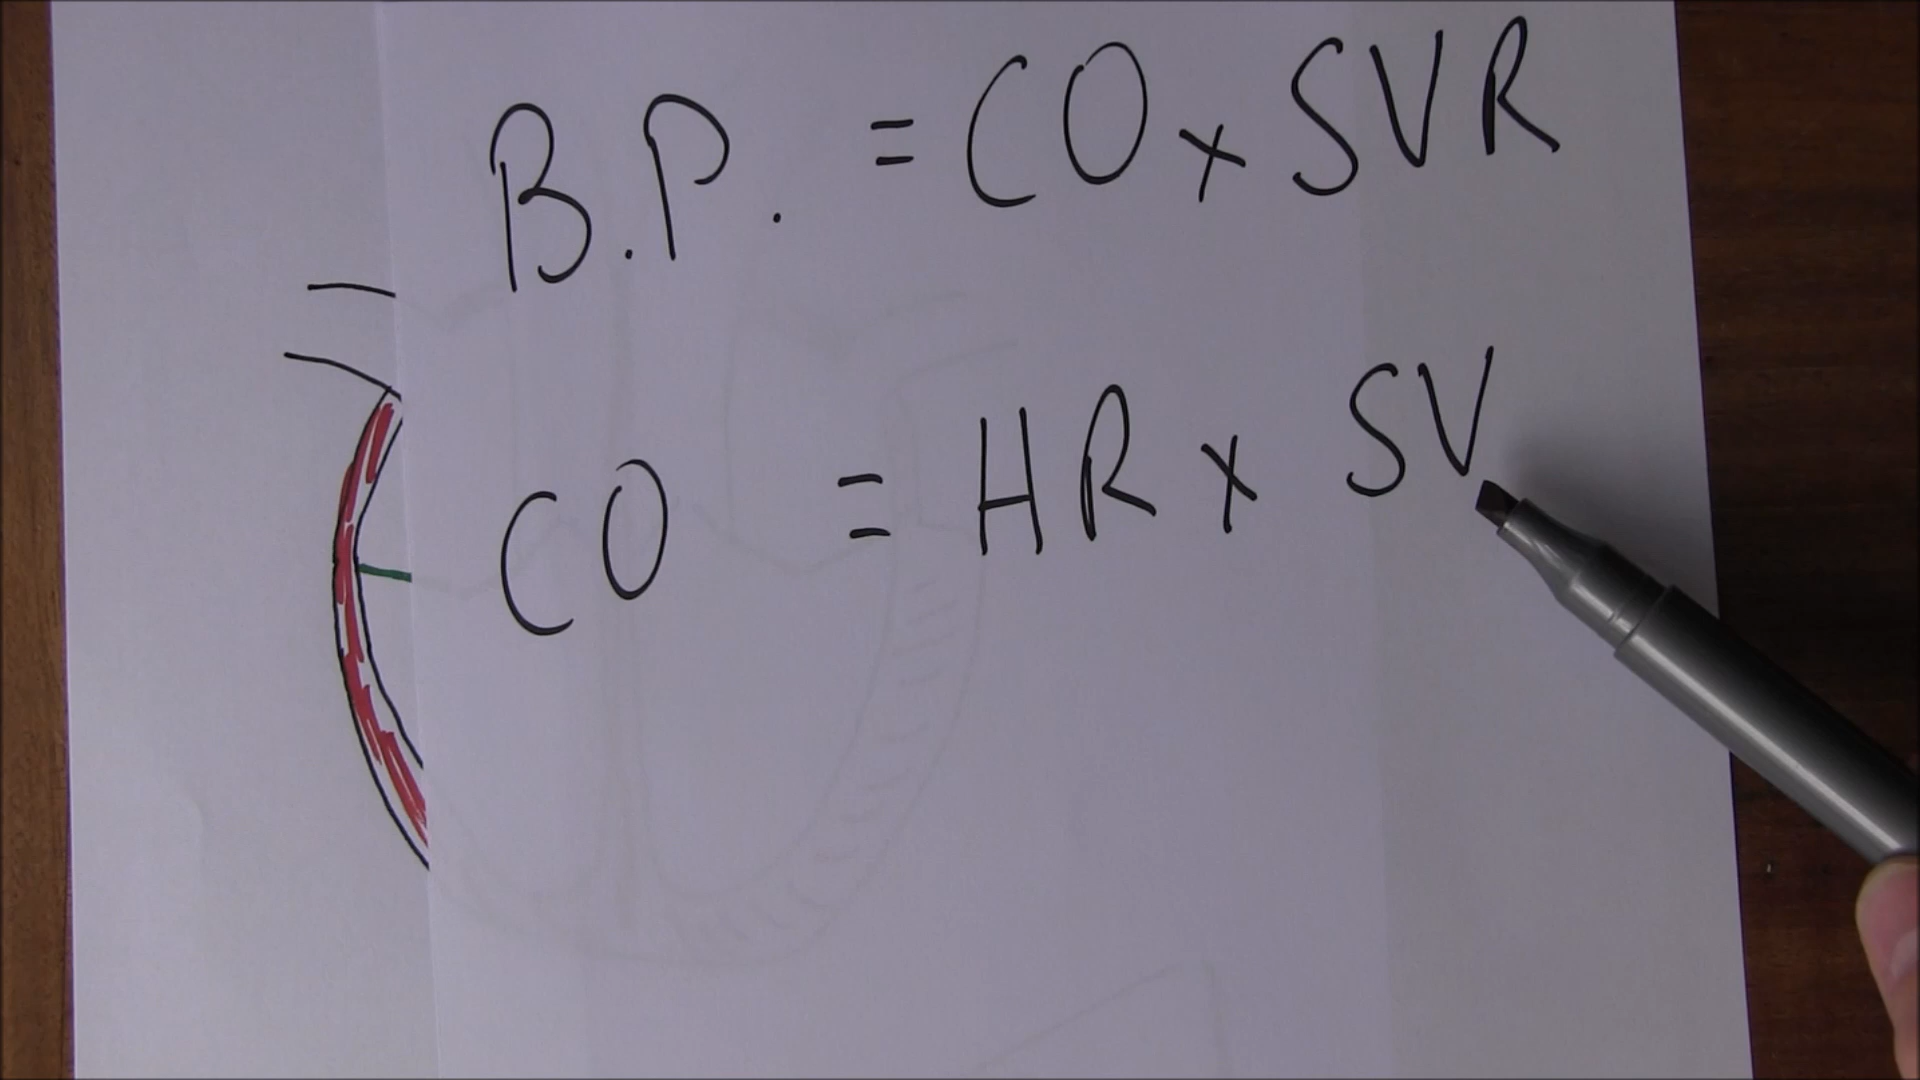 B.P. = CO x SVR
CO = HR x SV